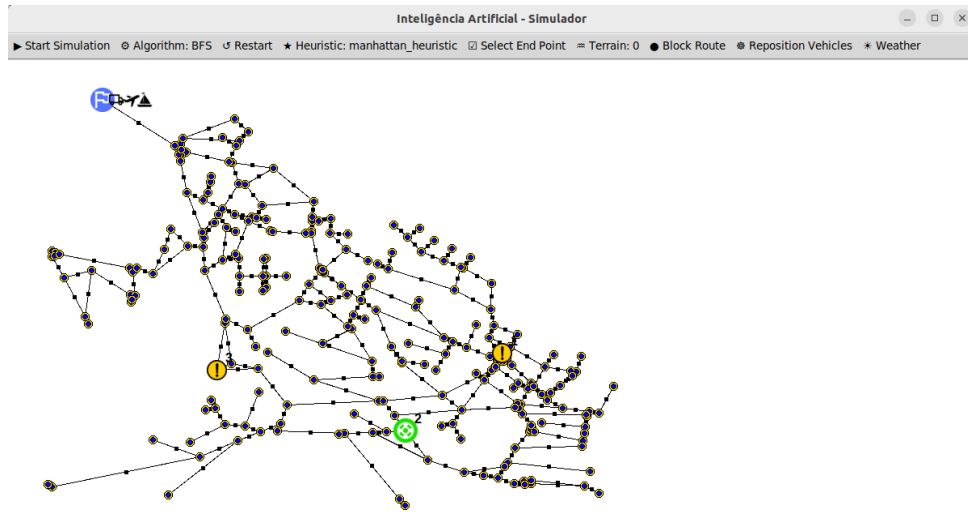 Inteligência Artificial - Simulador
▶ Start Simulation ⚙ Algorithm: BFS ↺ Restart ★ Heuristic: manhattan_heuristic ☑ Select End Point Terrain: 0 ● Block Route Reposition Vehicles ☀ Weather
3
2